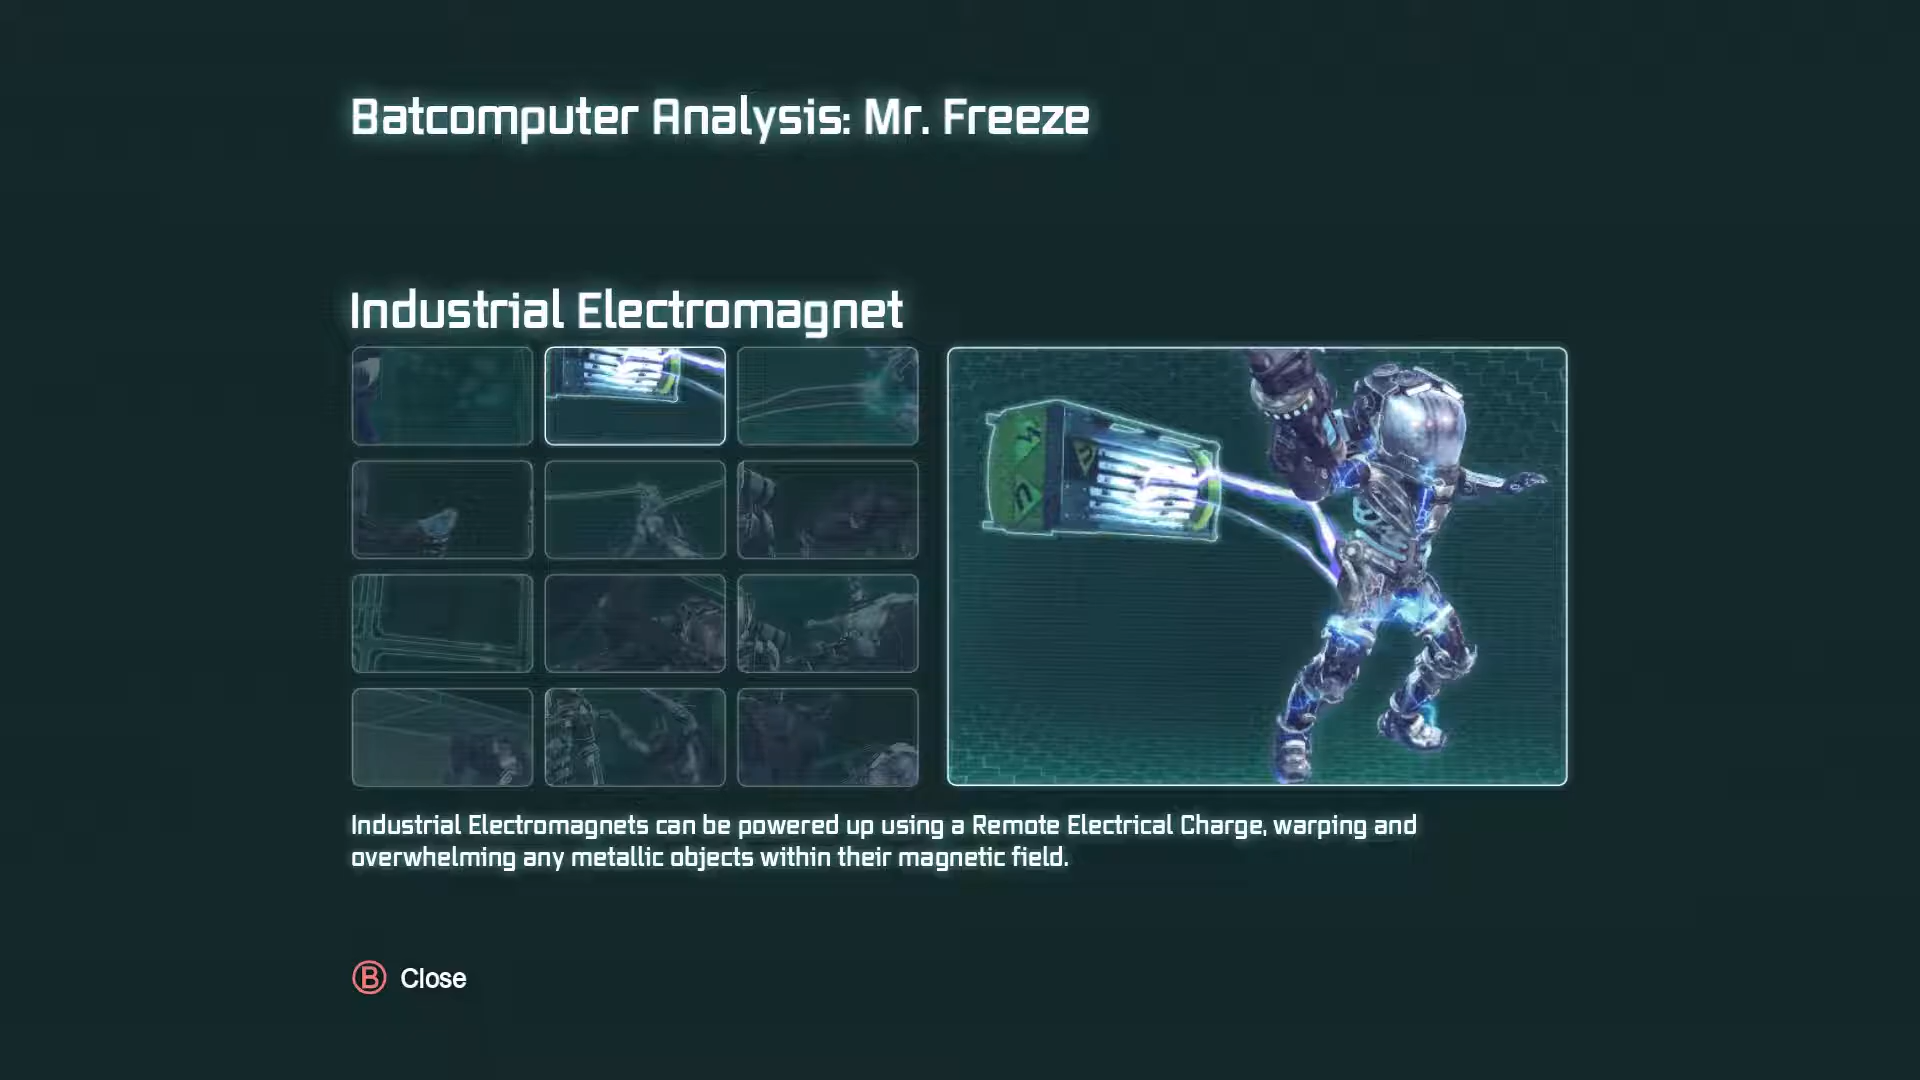 Batcomputer Analysis: Mr. Freeze
Industrial Electromagnet
Industrial Electromagnets can be powered up using a Remote Electrical Charge, warping and
overwhelming any metallic objects within their magnetic field.
B Close